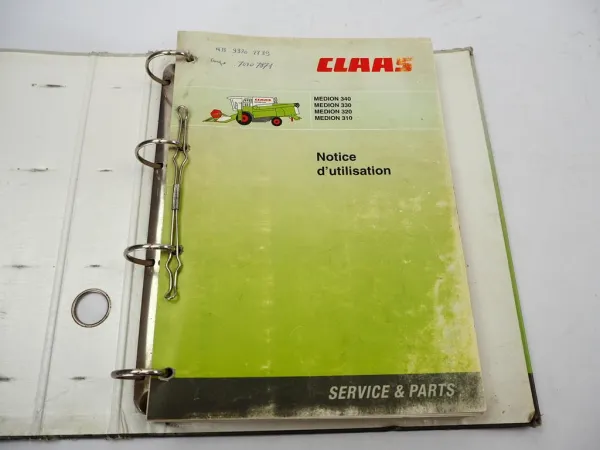 CLAAS
MEDION 340
MEDION 330
MEDION 320
MEDION 310
Notice
d'utilisation
SERVICE & PARTS